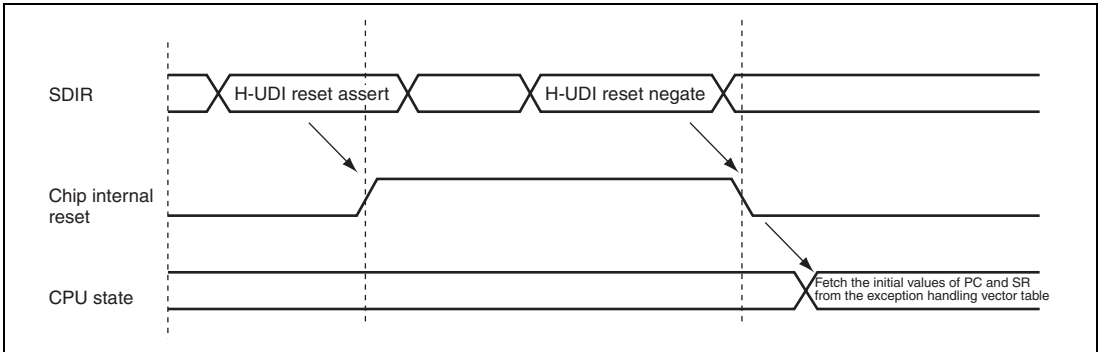 SDIR
H-UDI reset assert
H-UDI reset negate
Chip internal
reset
CPU state
Fetch the initial values of PC and SR
from the exception handling vector table